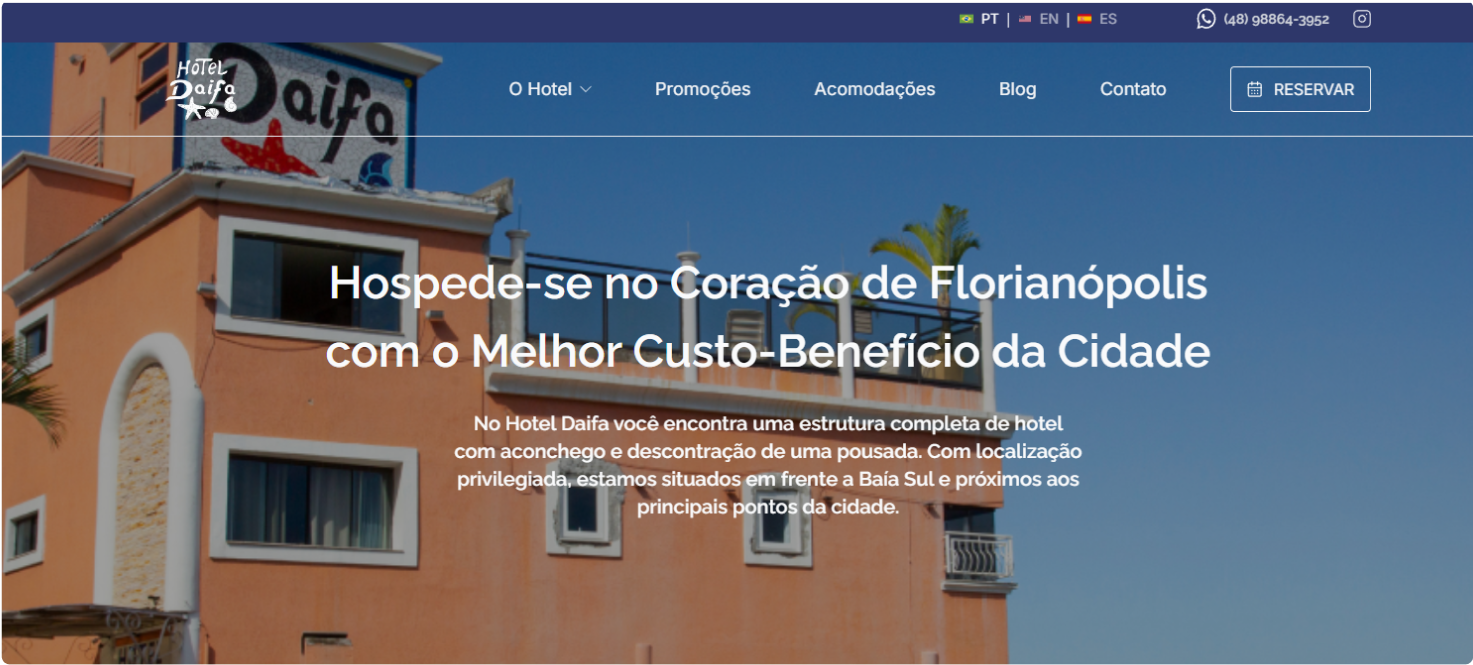 PT | EN | ES
(48) 98864-3952
HOTEL
Daifa
Daifa
O Hotel
Promoções
Acomodações
Blog
Contato
RESERVAR
Hospede-se no Coração de Florianópolis
com o Melhor Custo-Benefício da Cidade
No Hotel Daifa você encontra uma estrutura completa de hotel
com aconchego e descontração de uma pousada. Com localização
privilegiada, estamos situados em frente a Baía Sul e próximos aos
principais pontos da cidade.